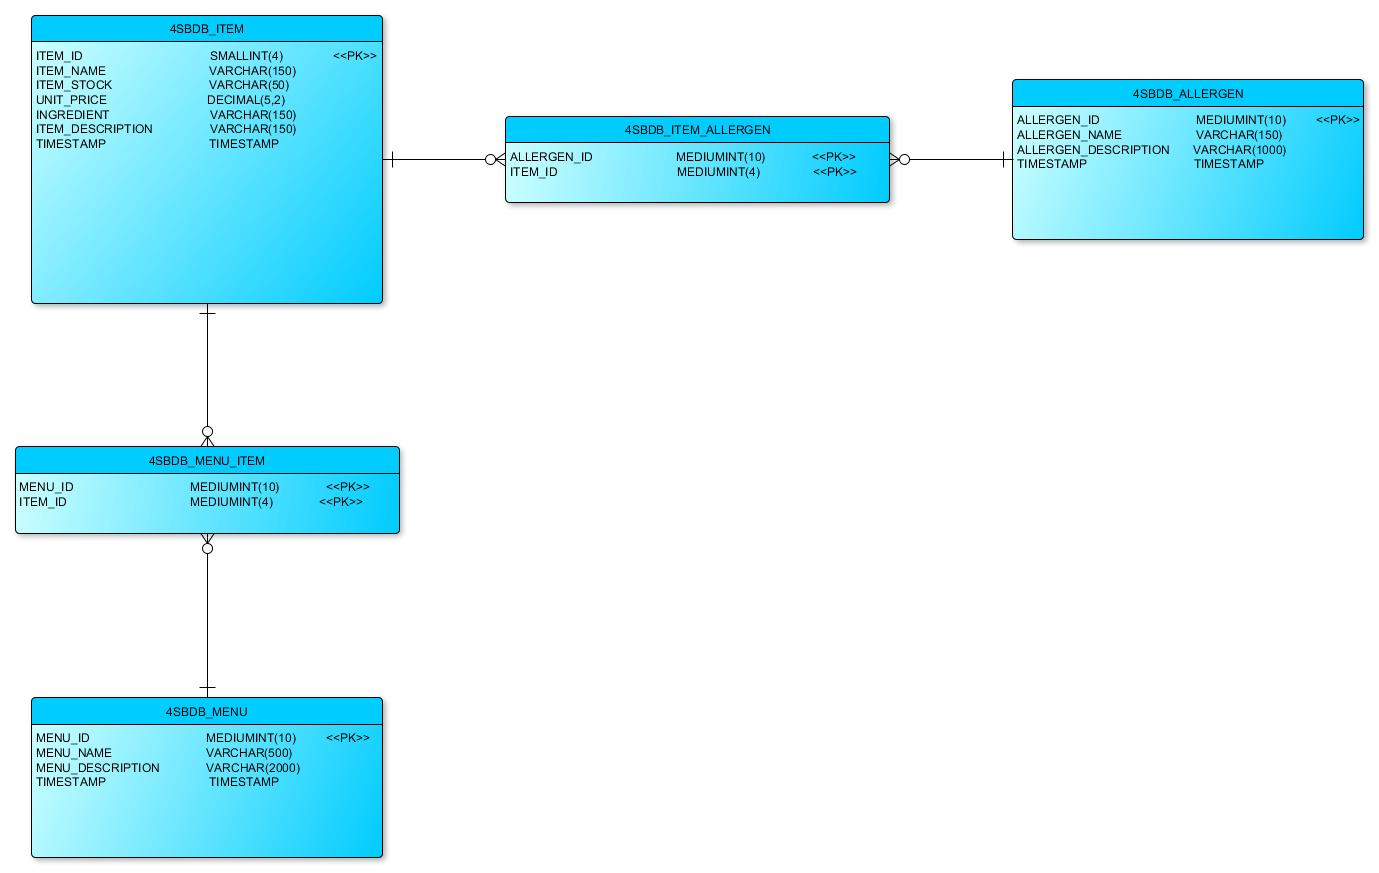 4SBDB_ITEM
ITEM_ID SMALLINT(4) <<PK>>
ITEM_NAME VARCHAR(150)
ITEM_STOCK VARCHAR(50)
UNIT_PRICE DECIMAL(5,2)
INGREDIENT VARCHAR(150)
ITEM_DESCRIPTION VARCHAR(150)
TIMESTAMP TIMESTAMP
4SBDB_ITEM_ALLERGEN
ALLERGEN_ID MEDIUMINT(10) <<PK>>
ITEM_ID MEDIUMINT(4) <<PK>>
4SBDB_ALLERGEN
ALLERGEN_ID MEDIUMINT(10) <<PK>>
ALLERGEN_NAME VARCHAR(150)
ALLERGEN_DESCRIPTION VARCHAR(1000)
TIMESTAMP TIMESTAMP
4SBDB_MENU_ITEM
MENU_ID MEDIUMINT(10) <<PK>>
ITEM_ID MEDIUMINT(4) <<PK>>
4SBDB_MENU
MENU_ID MEDIUMINT(10) <<PK>>
MENU_NAME VARCHAR(500)
MENU_DESCRIPTION VARCHAR(2000)
TIMESTAMP TIMESTAMP